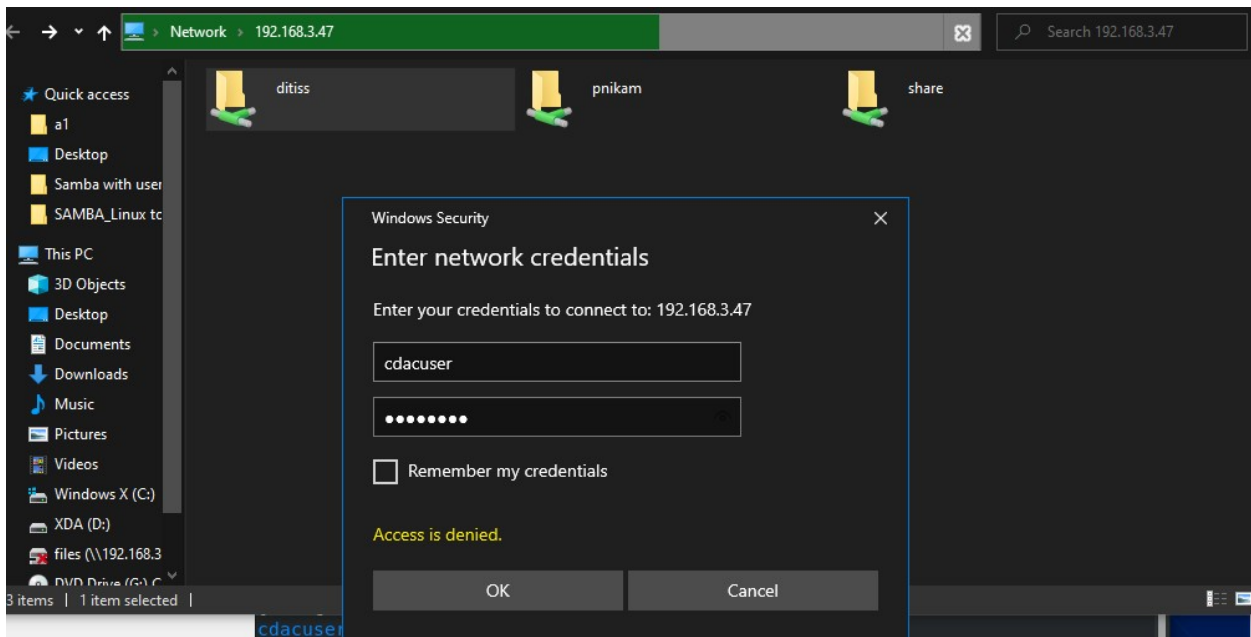 Network > 192.168.3.47
Search 192.168.3.47
Quick access
a1
Desktop
Samba with user
SAMBA_Linux to
This PC
3D Objects
Desktop
Documents
Downloads
Music
Pictures
Videos
Windows X (C:)
XDA (D:)
files (\\192.168.3
DVD Drive (G:) C
3 items | 1 item selected |
ditiss
pnikam
share
Windows Security
Enter network credentials
Enter your credentials to connect to: 192.168.3.47
cdacuser
••••••••
Remember my credentials
Access is denied.
OK Cancel
cdacuser